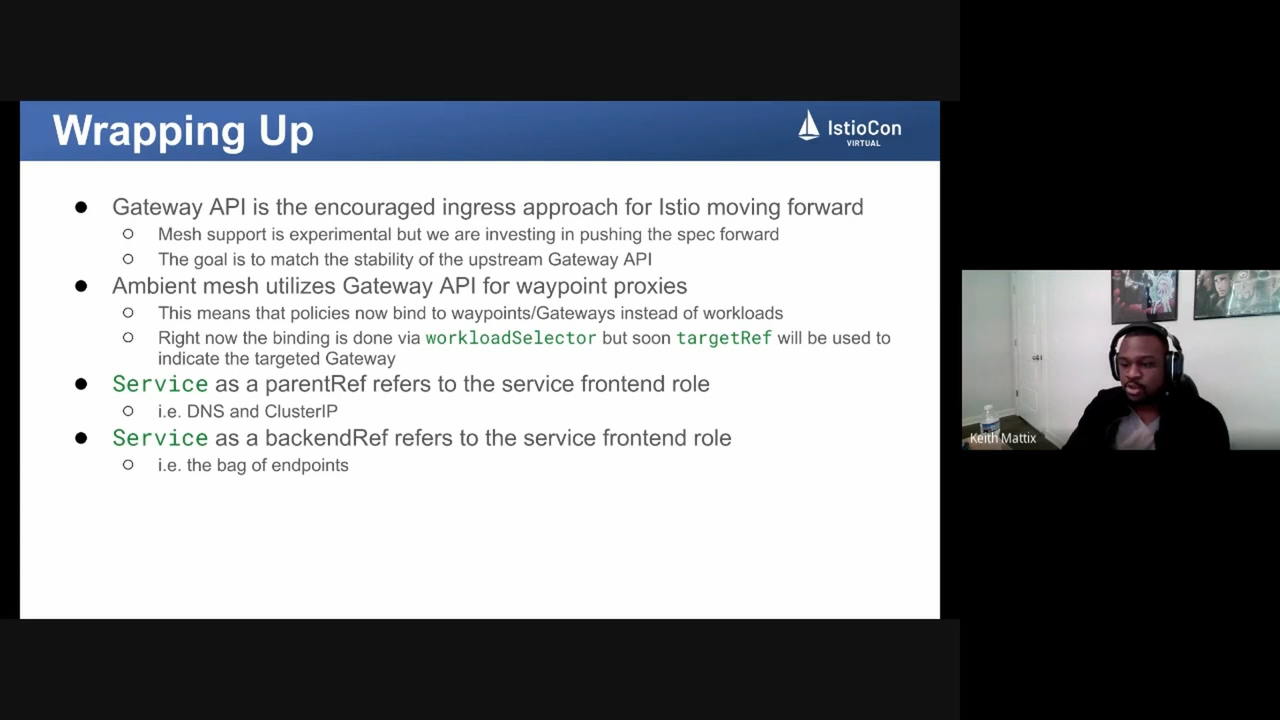 Wrapping Up
IstioCon
VIRTUAL
● Gateway API is the encouraged ingress approach for Istio moving forward
○ Mesh support is experimental but we are investing in pushing the spec forward
○ The goal is to match the stability of the upstream Gateway API
● Ambient mesh utilizes Gateway API for waypoint proxies
○ This means that policies now bind to waypoints/Gateways instead of workloads
○ Right now the binding is done via workloadSelector but soon targetRef will be used to
indicate the targeted Gateway
● Service as a parentRef refers to the service frontend role
○ i.e. DNS and ClusterIP
● Service as a backendRef refers to the service frontend role
○ i.e. the bag of endpoints
Keith Mattix